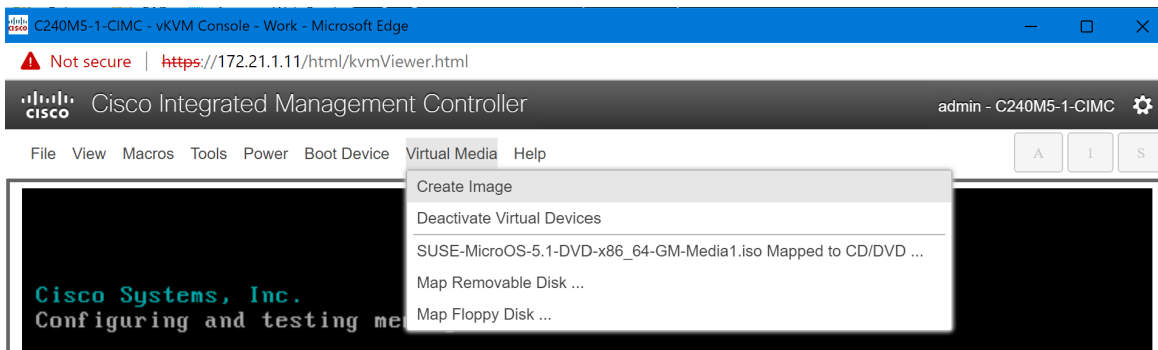 C240M5-1-CIMC - vKVM Console - Work - Microsoft Edge
Not secure | https://172.21.1.11/html/kvmViewer.html
CISCO Cisco Integrated Management Controller admin - C240M5-1-CIMC
File View Macros Tools Power Boot Device Virtual Media Help A 1 S
Create Image
Deactivate Virtual Devices
SUSE-MicroOS-5.1-DVD-x86_64-GM-Media1.iso Mapped to CD/DVD ...
Map Removable Disk ...
Cisco Systems, Inc.
Map Floppy Disk ...
Configuring and testing